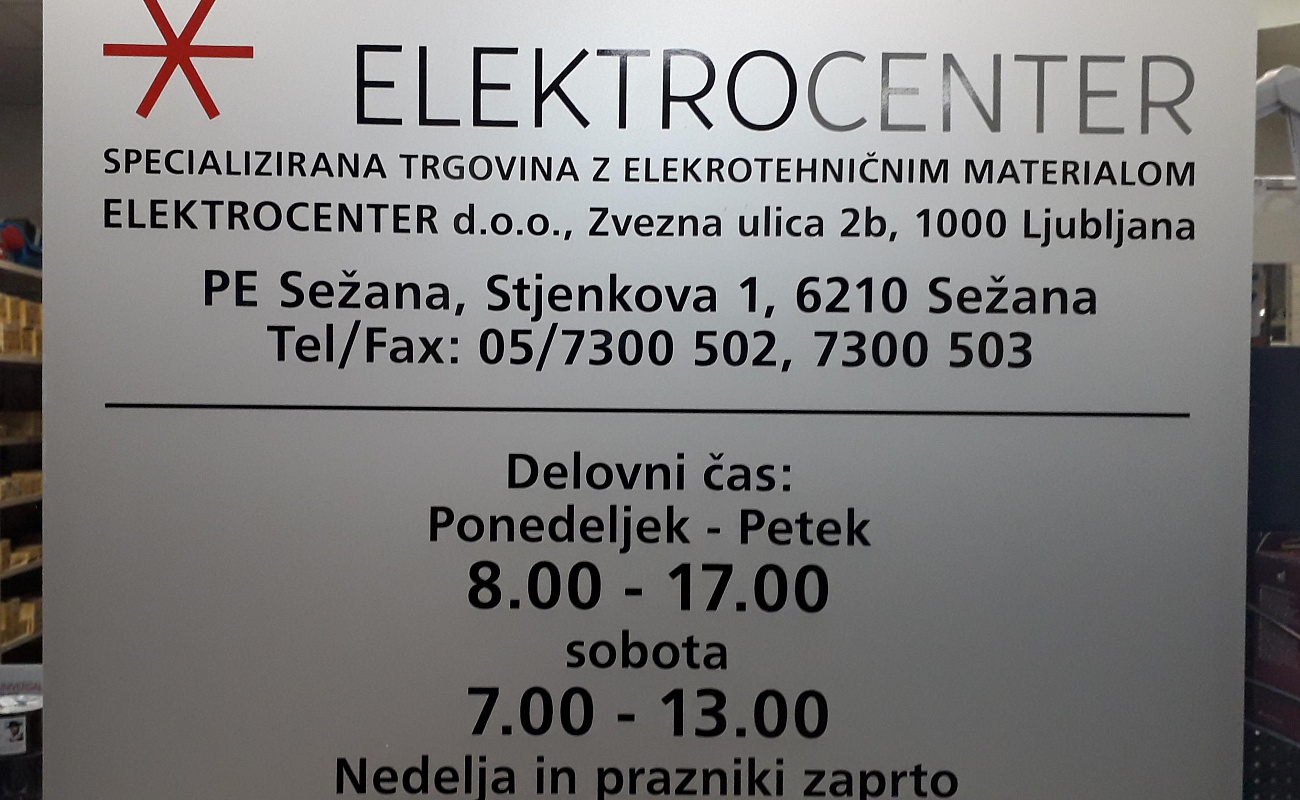 ELEKTROCENTER
SPECIALIZIRANA TRGOVINA Z ELEKROTEHNIČNIM MATERIALOM
ELEKTROCENTER d.o.o., Zvezna ulica 2b, 1000 Ljubljana
PE Sežana, Stjenkova 1, 6210 Sežana
Tel/Fax: 05/7300 502, 7300 503
Delovni čas:
Ponedeljek - Petek
8.00 - 17.00
sobota
7.00 - 13.00
Nedelja in prazniki zaprto